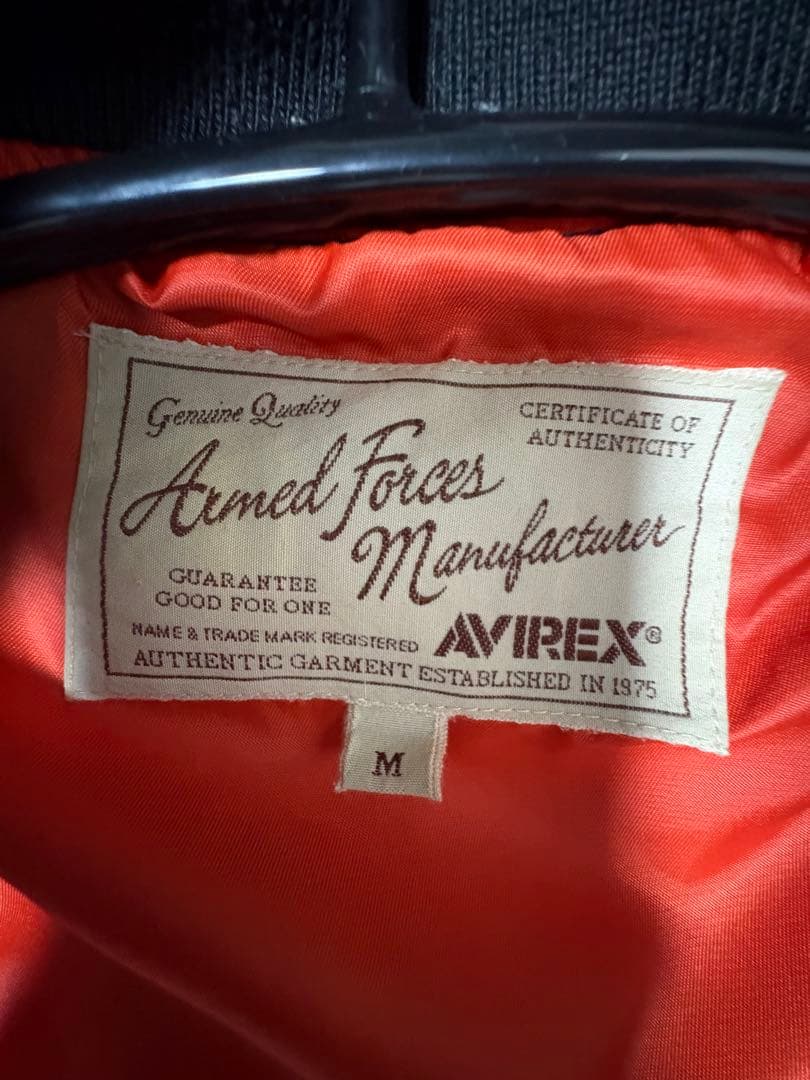 Genuine Quality
CERTIFICATE OF
AUTHENTICITY
Armed Forces
Manufacturer
GUARANTEE
GOOD FOR ONE
NAME & TRADE MARK REGISTERED
AVIREX®
AUTHENTIC GARMENT ESTABLISHED IN 1975
M